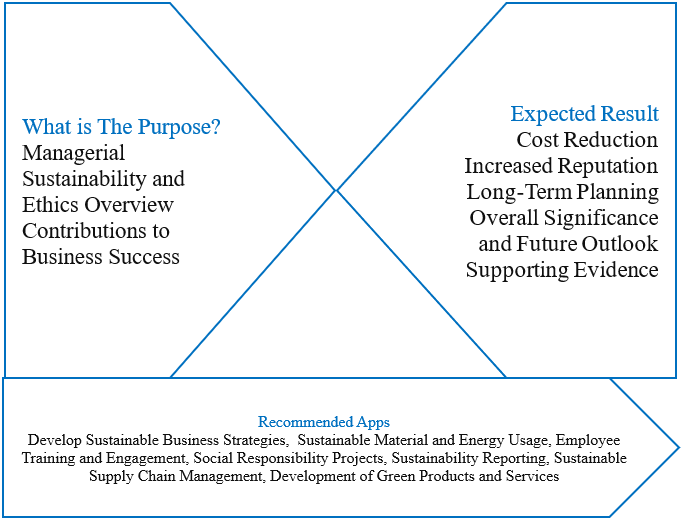 What is The Purpose?
Managerial
Sustainability and
Ethics Overview
Contributions to
Business Success
Expected Result
Cost Reduction
Increased Reputation
Long-Term Planning
Overall Significance
and Future Outlook
Supporting Evidence
Recommended Apps
Develop Sustainable Business Strategies,  Sustainable Material and Energy Usage, Employee
Training and Engagement, Social Responsibility Projects, Sustainability Reporting, Sustainable
Supply Chain Management, Development of Green Products and Services